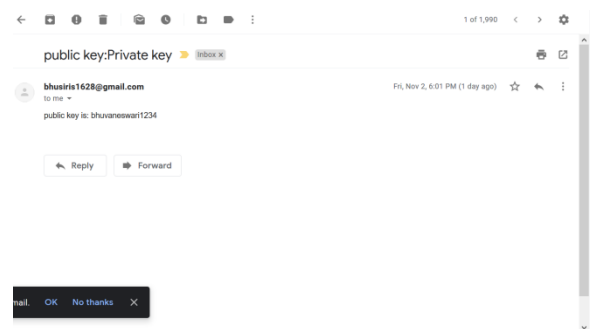 1 of 1,990
public key:Private key Inbox x
bhusiris1628@gmail.com Fri, Nov 2, 6:01 PM (1 day ago)
to me
public key is: bhuvaneswari1234
Reply Forward
mail. OK No thanks X